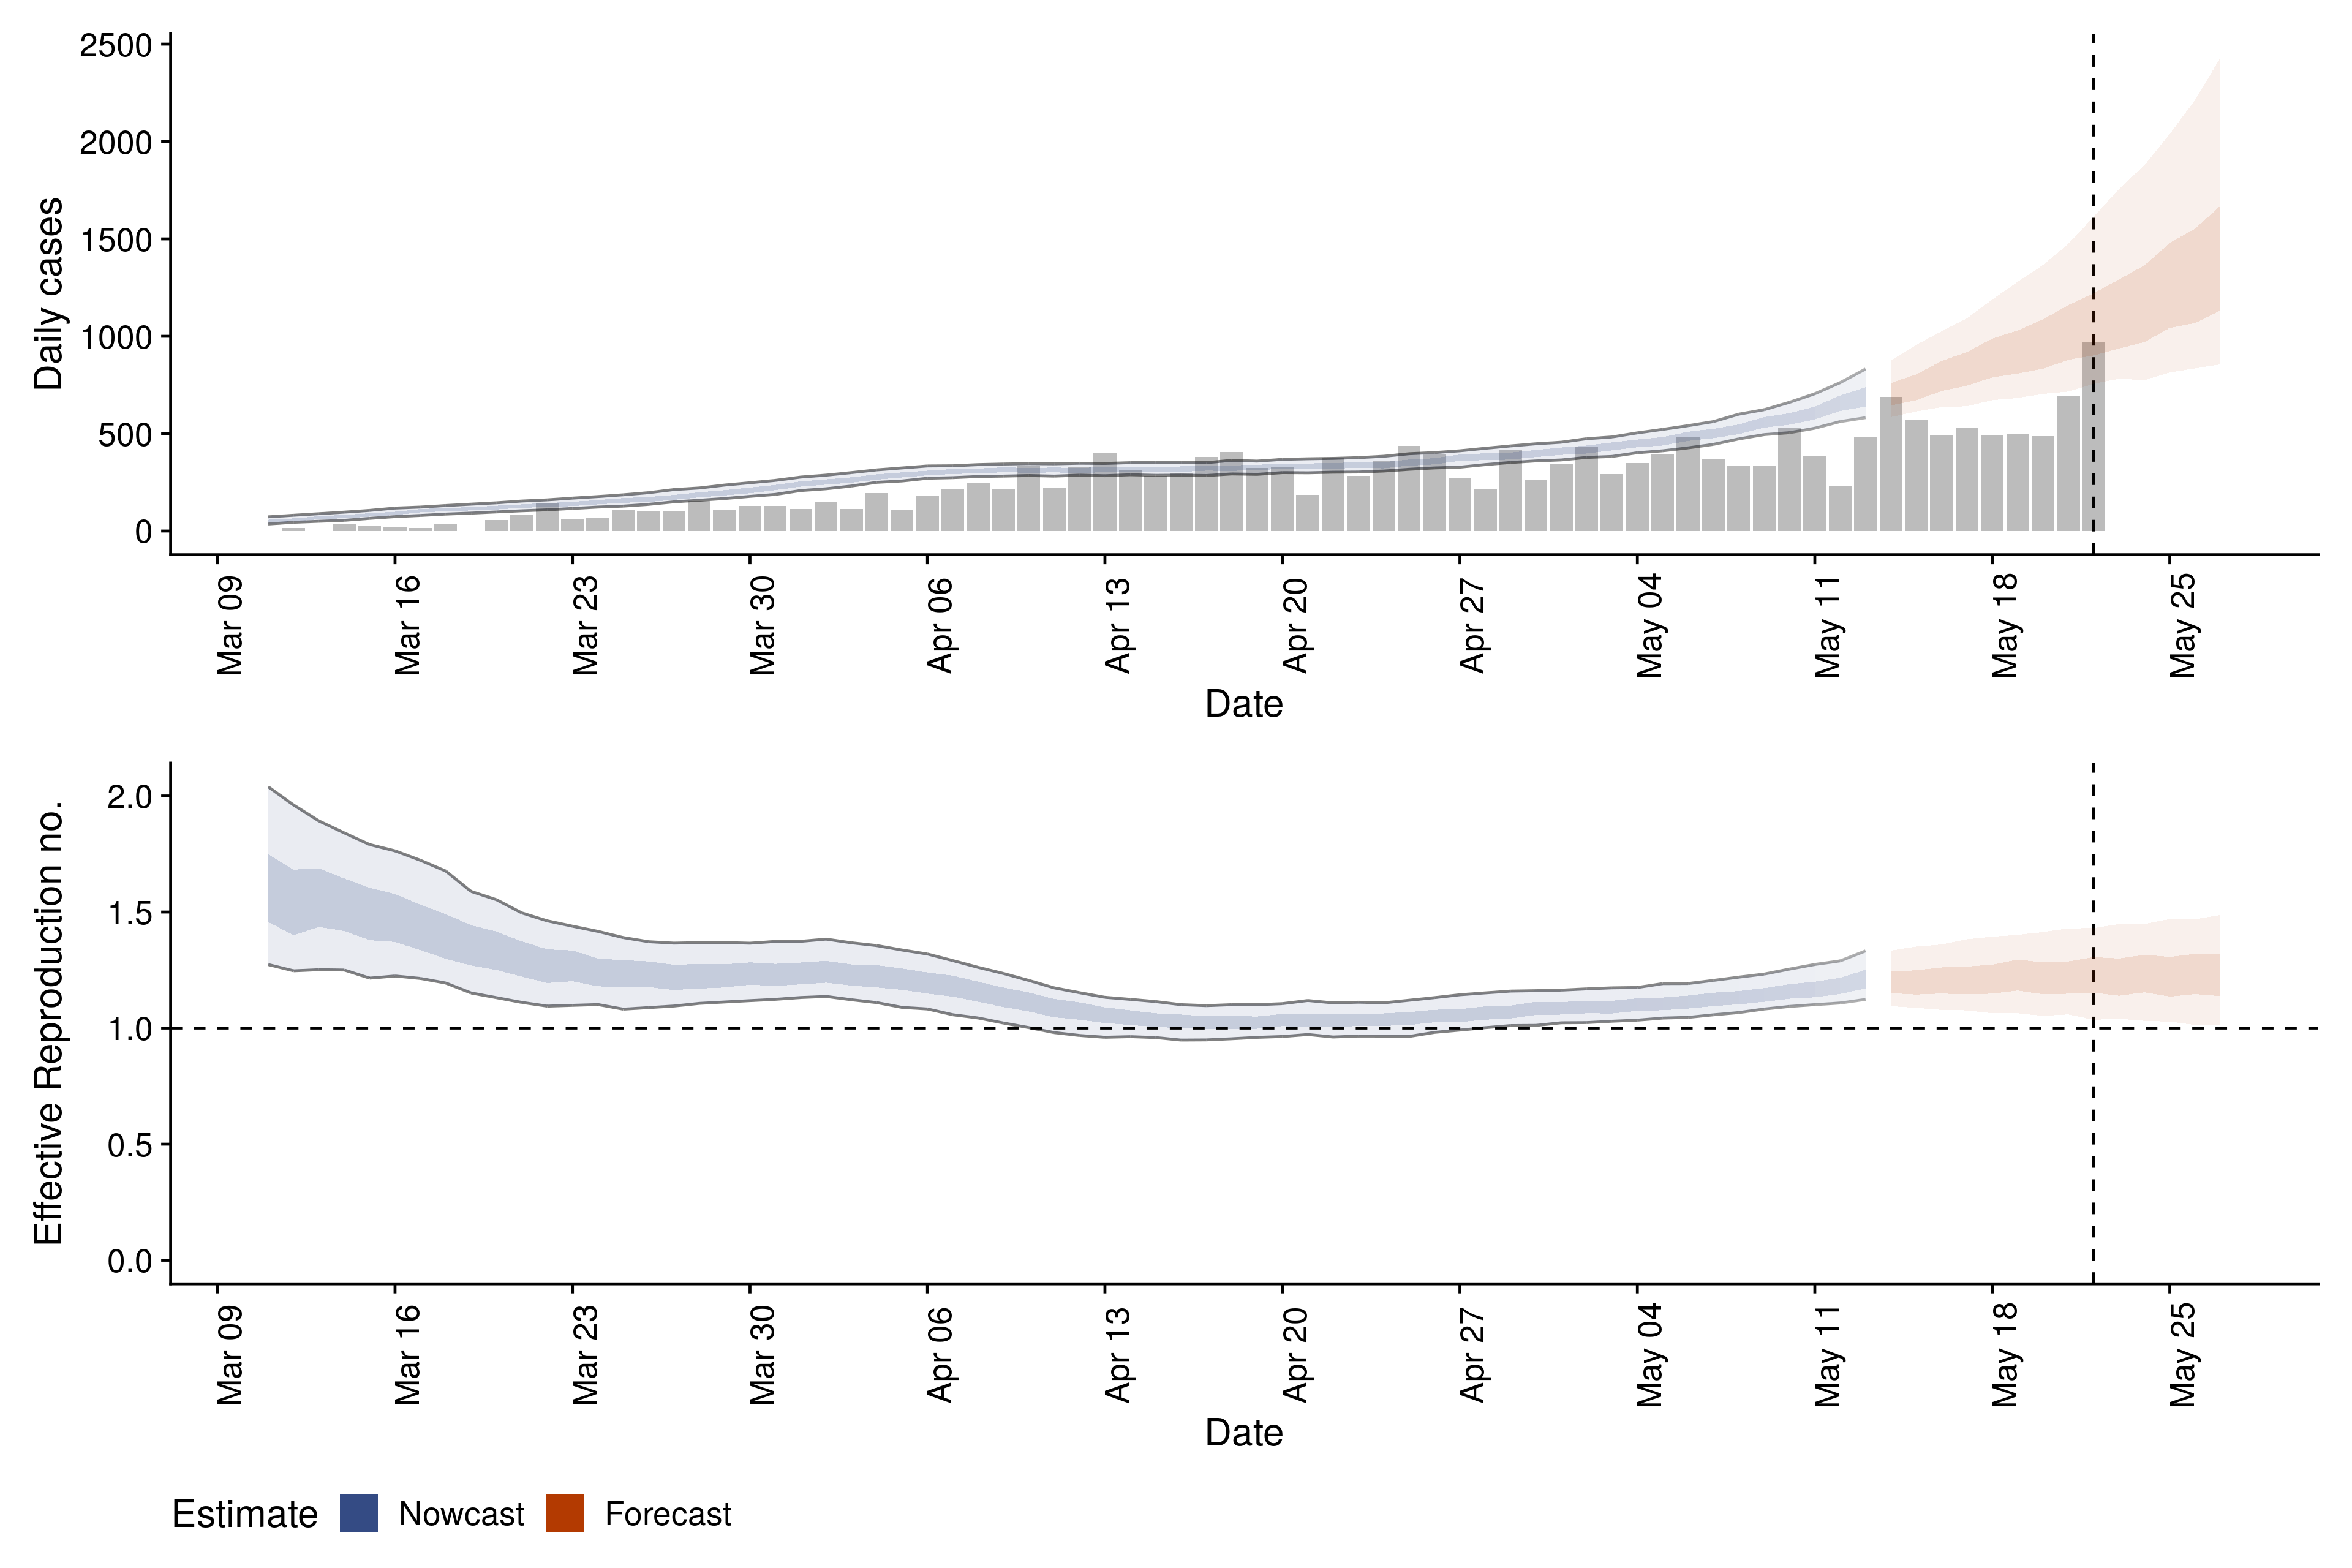 Daily cases
2500
2000
1500
1000
500
0
Mar 09
Mar 16
Mar 23
Mar 30
Apr 06
Apr 13
Apr 20
Apr 27
May 04
May 11
May 18
May 25
Date
Effective Reproduction no.
2.0
1.5
1.0
0.5
0.0
Mar 09
Mar 16
Mar 23
Mar 30
Apr 06
Apr 13
Apr 20
Apr 27
May 04
May 11
May 18
May 25
Date
Estimate Nowcast Forecast